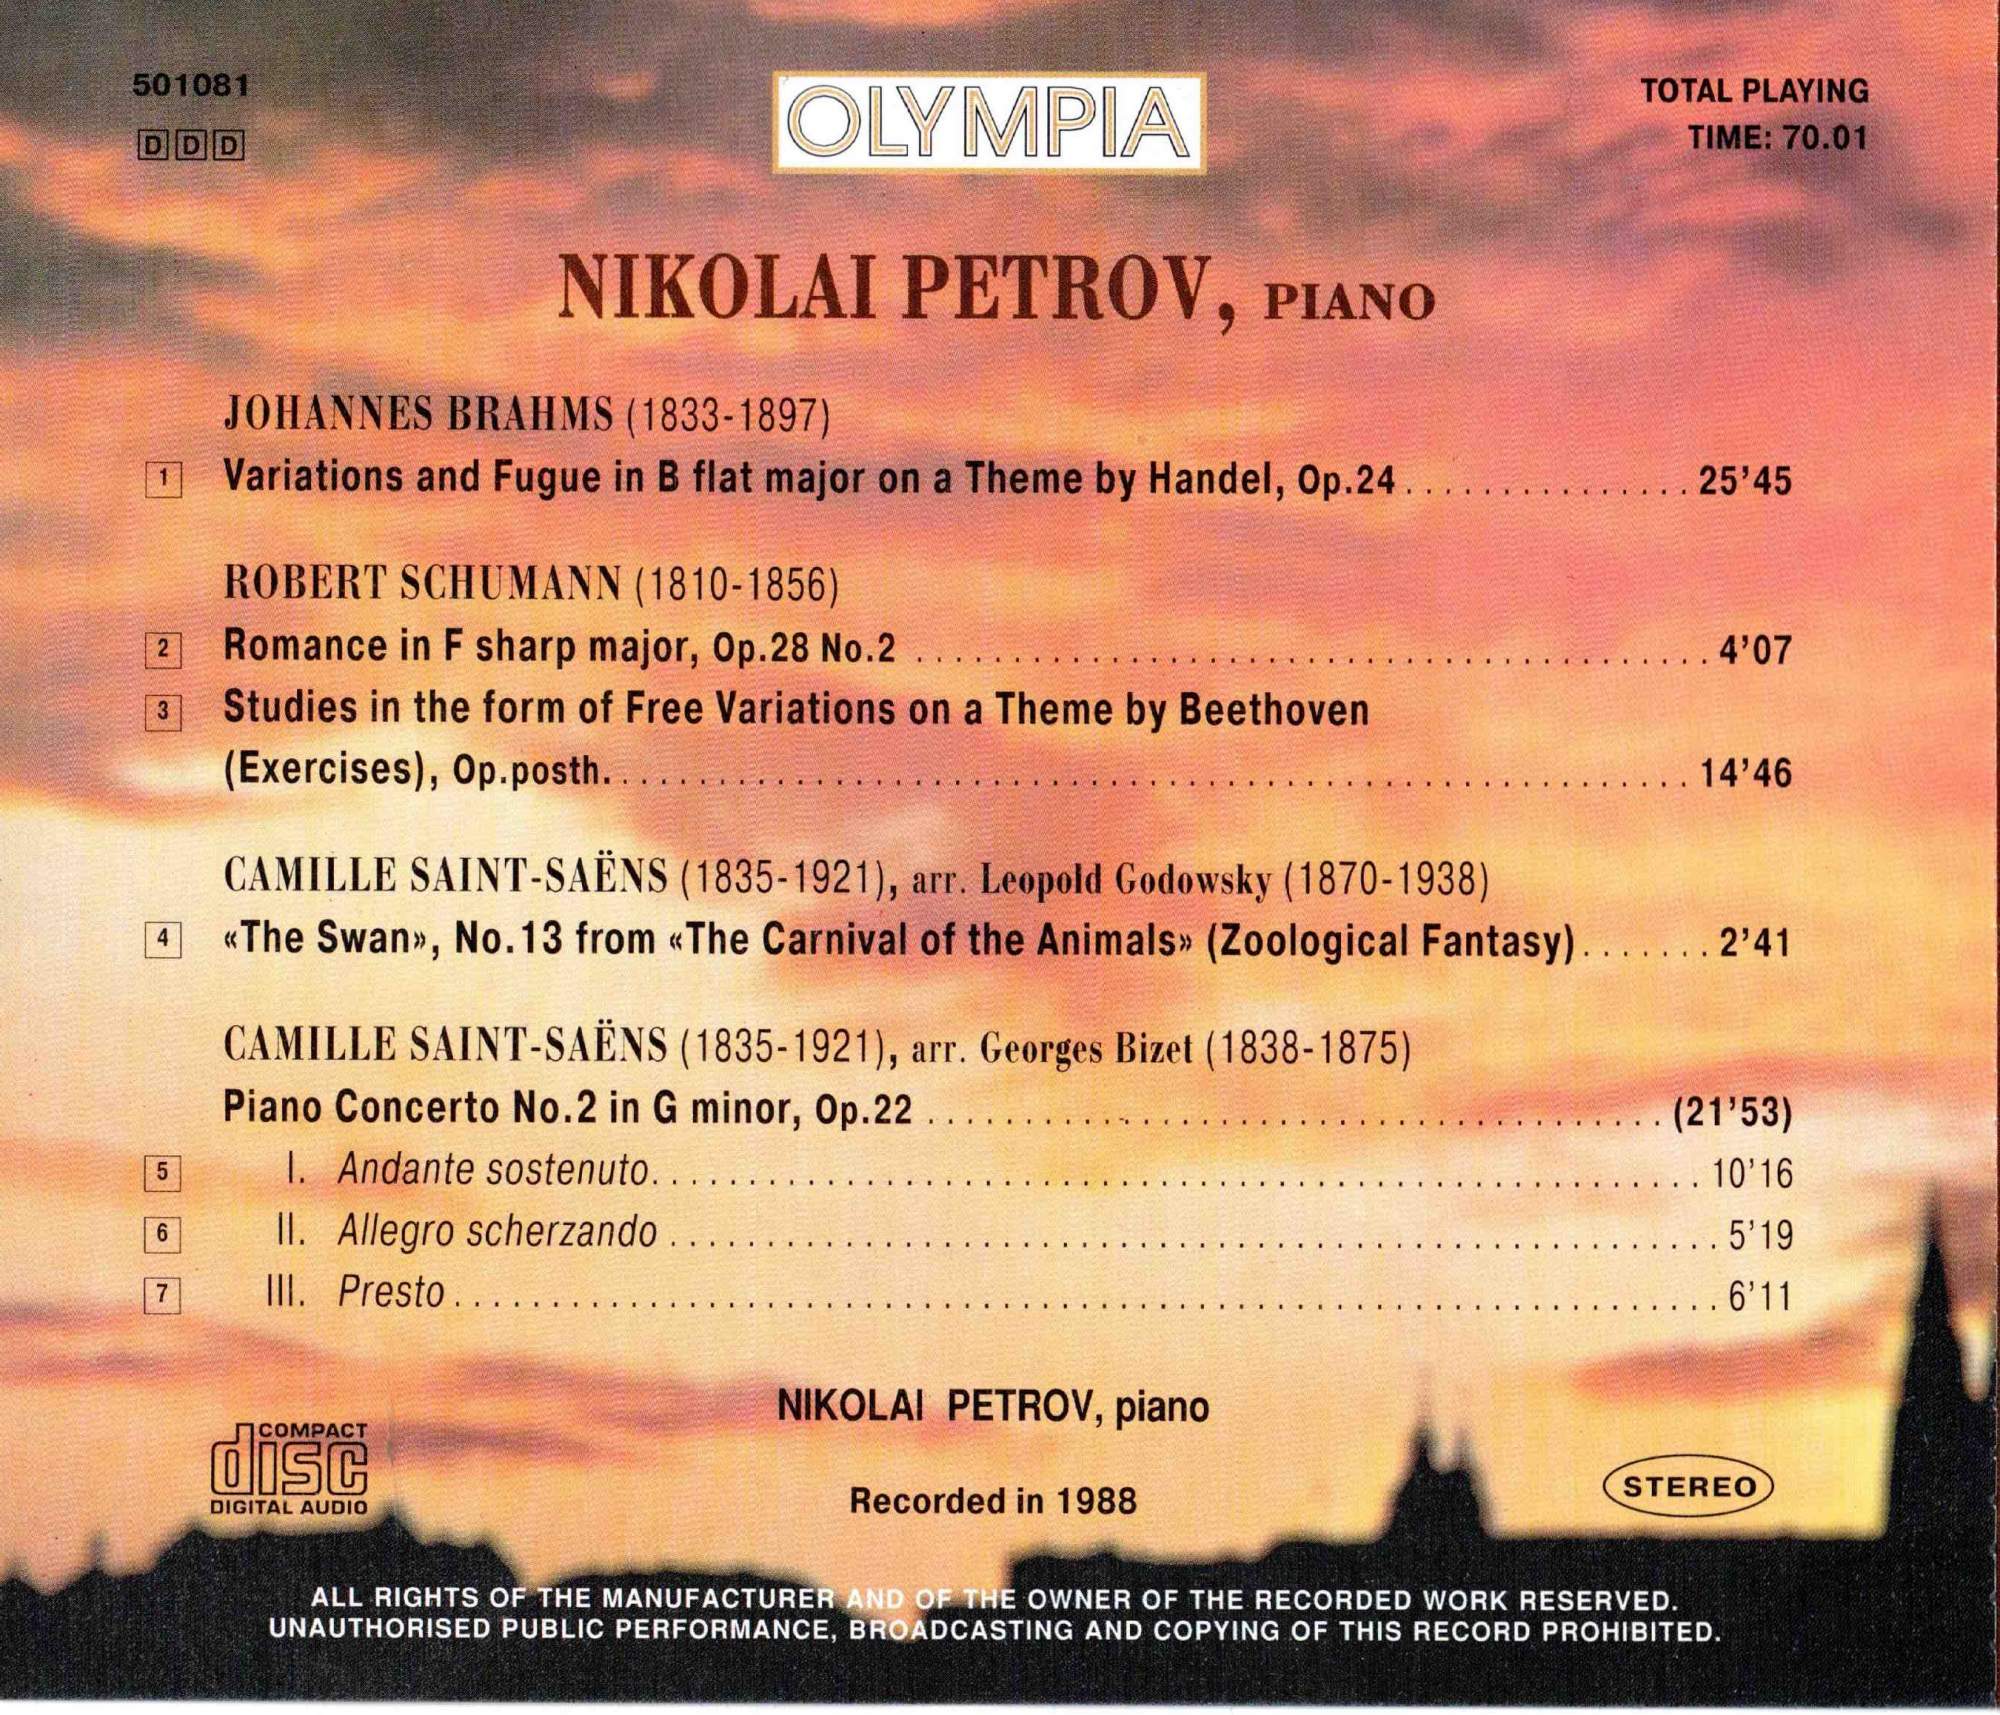 501081
DDD
OLYMPIA
TOTAL PLAYING
TIME: 70.01
NIKOLAI PETROV, PIANO
JOHANNES BRAHMS (1833-1897)
1 Variations and Fugue in B flat major on a Theme by Handel, Op.24............... 25'45
ROBERT SCHUMANN (1810-1856)
2 Romance in F sharp major, Op.28 No.2 ......................................... 4'07
3 Studies in the form of Free Variations on a Theme by Beethoven
(Exercises), Op.posth........................................................ 14'46
CAMILLE SAINT-SAËNS (1835-1921), arr. Leopold Godowsky (1870-1938)
4 «The Swan», No.13 from «The Carnival of the Animals» (Zoological Fantasy)....... 2'41
CAMILLE SAINT-SAËNS (1835-1921), arr. Georges Bizet (1838-1875)
Piano Concerto No.2 in G minor, Op.22 ...................................... (21'53)
5 I. Andante sostenuto...................................................... 10'16
6 II. Allegro scherzando ...................................................... 5'19
7 III. Presto................................................................. 6'11
NIKOLAI PETROV, piano
COMPACT
disc
DIGITAL AUDIO
Recorded in 1988
STEREO
ALL RIGHTS OF THE MANUFACTURER AND OF THE OWNER OF THE RECORDED WORK RESERVED.
UNAUTHORISED PUBLIC PERFORMANCE, BROADCASTING AND COPYING OF THIS RECORD PROHIBITED.